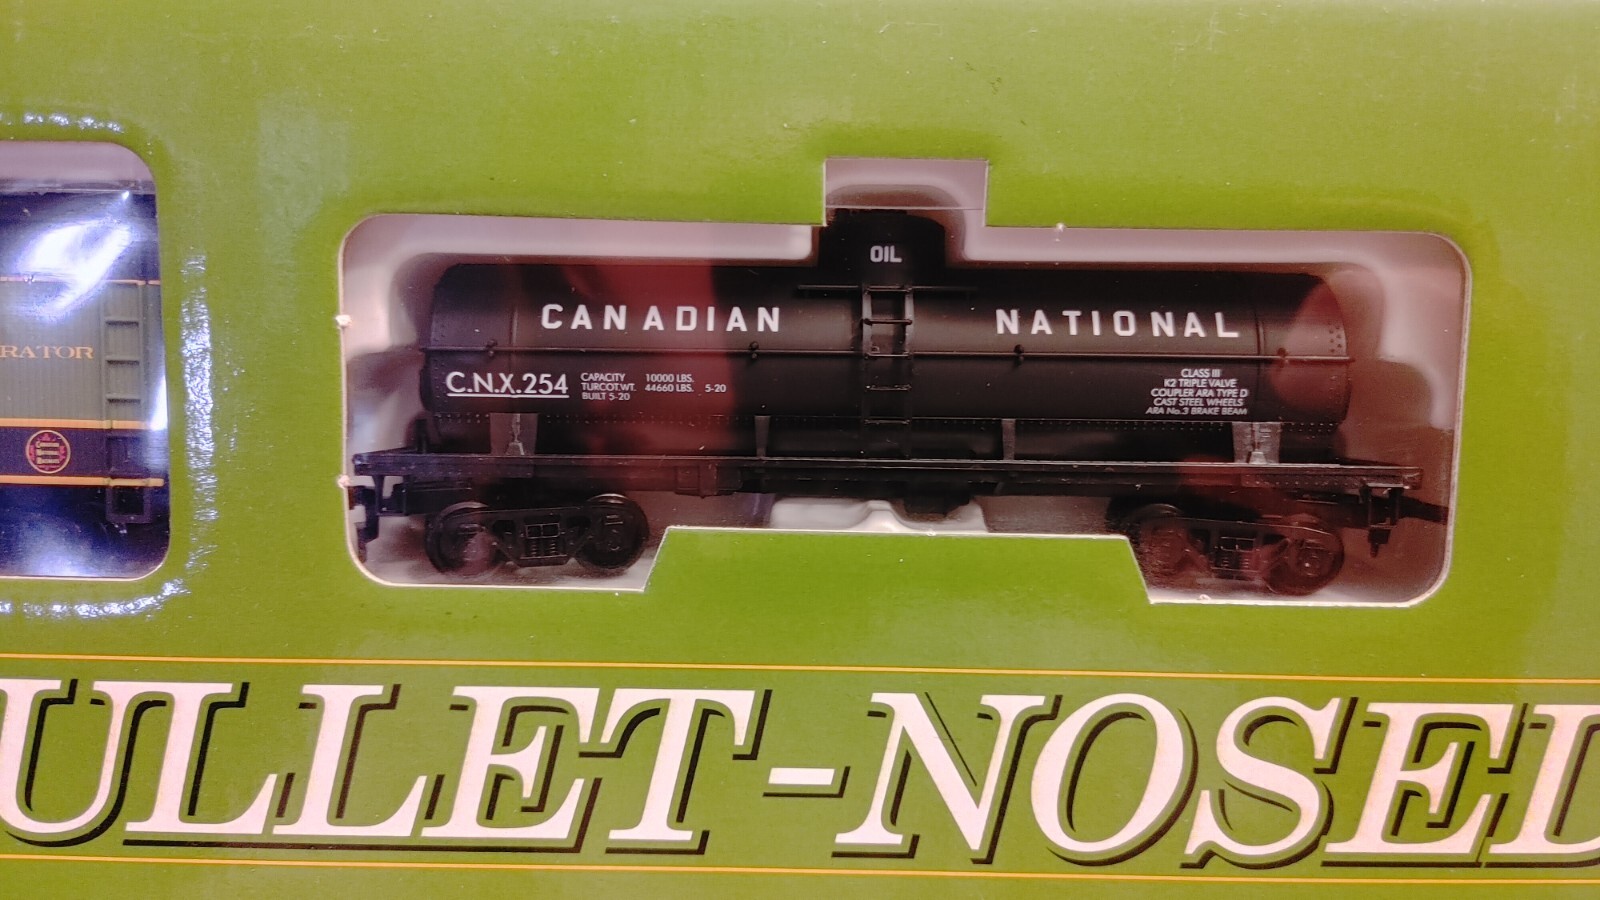 OIL
CANADIAN NATIONAL
C.N.X.254
CAPACITY 10000 LBS.
TURCOT.WT. 44660 LBS. 5-20
BUILT 5-20
CLASS III
K2 TRIPLE VALVE
COUPLER ARA TYPE D
CAST STEEL WHEELS
ARA No.3 BRAKE BEAM
RATOR
ULLET-NOSED